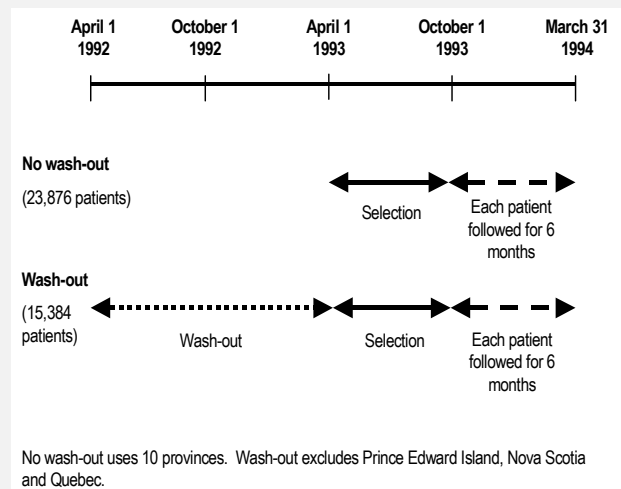 April 1 October 1 April 1 October 1 March 31
1992 1992 1993 1993 1994
No wash-out
(23,876 patients)
Selection
Each patient
followed for 6
months
Wash-out
(15,384
patients)
Wash-out
Selection
Each patient
followed for 6
months
No wash-out uses 10 provinces. Wash-out excludes Prince Edward Island, Nova Scotia
and Quebec.